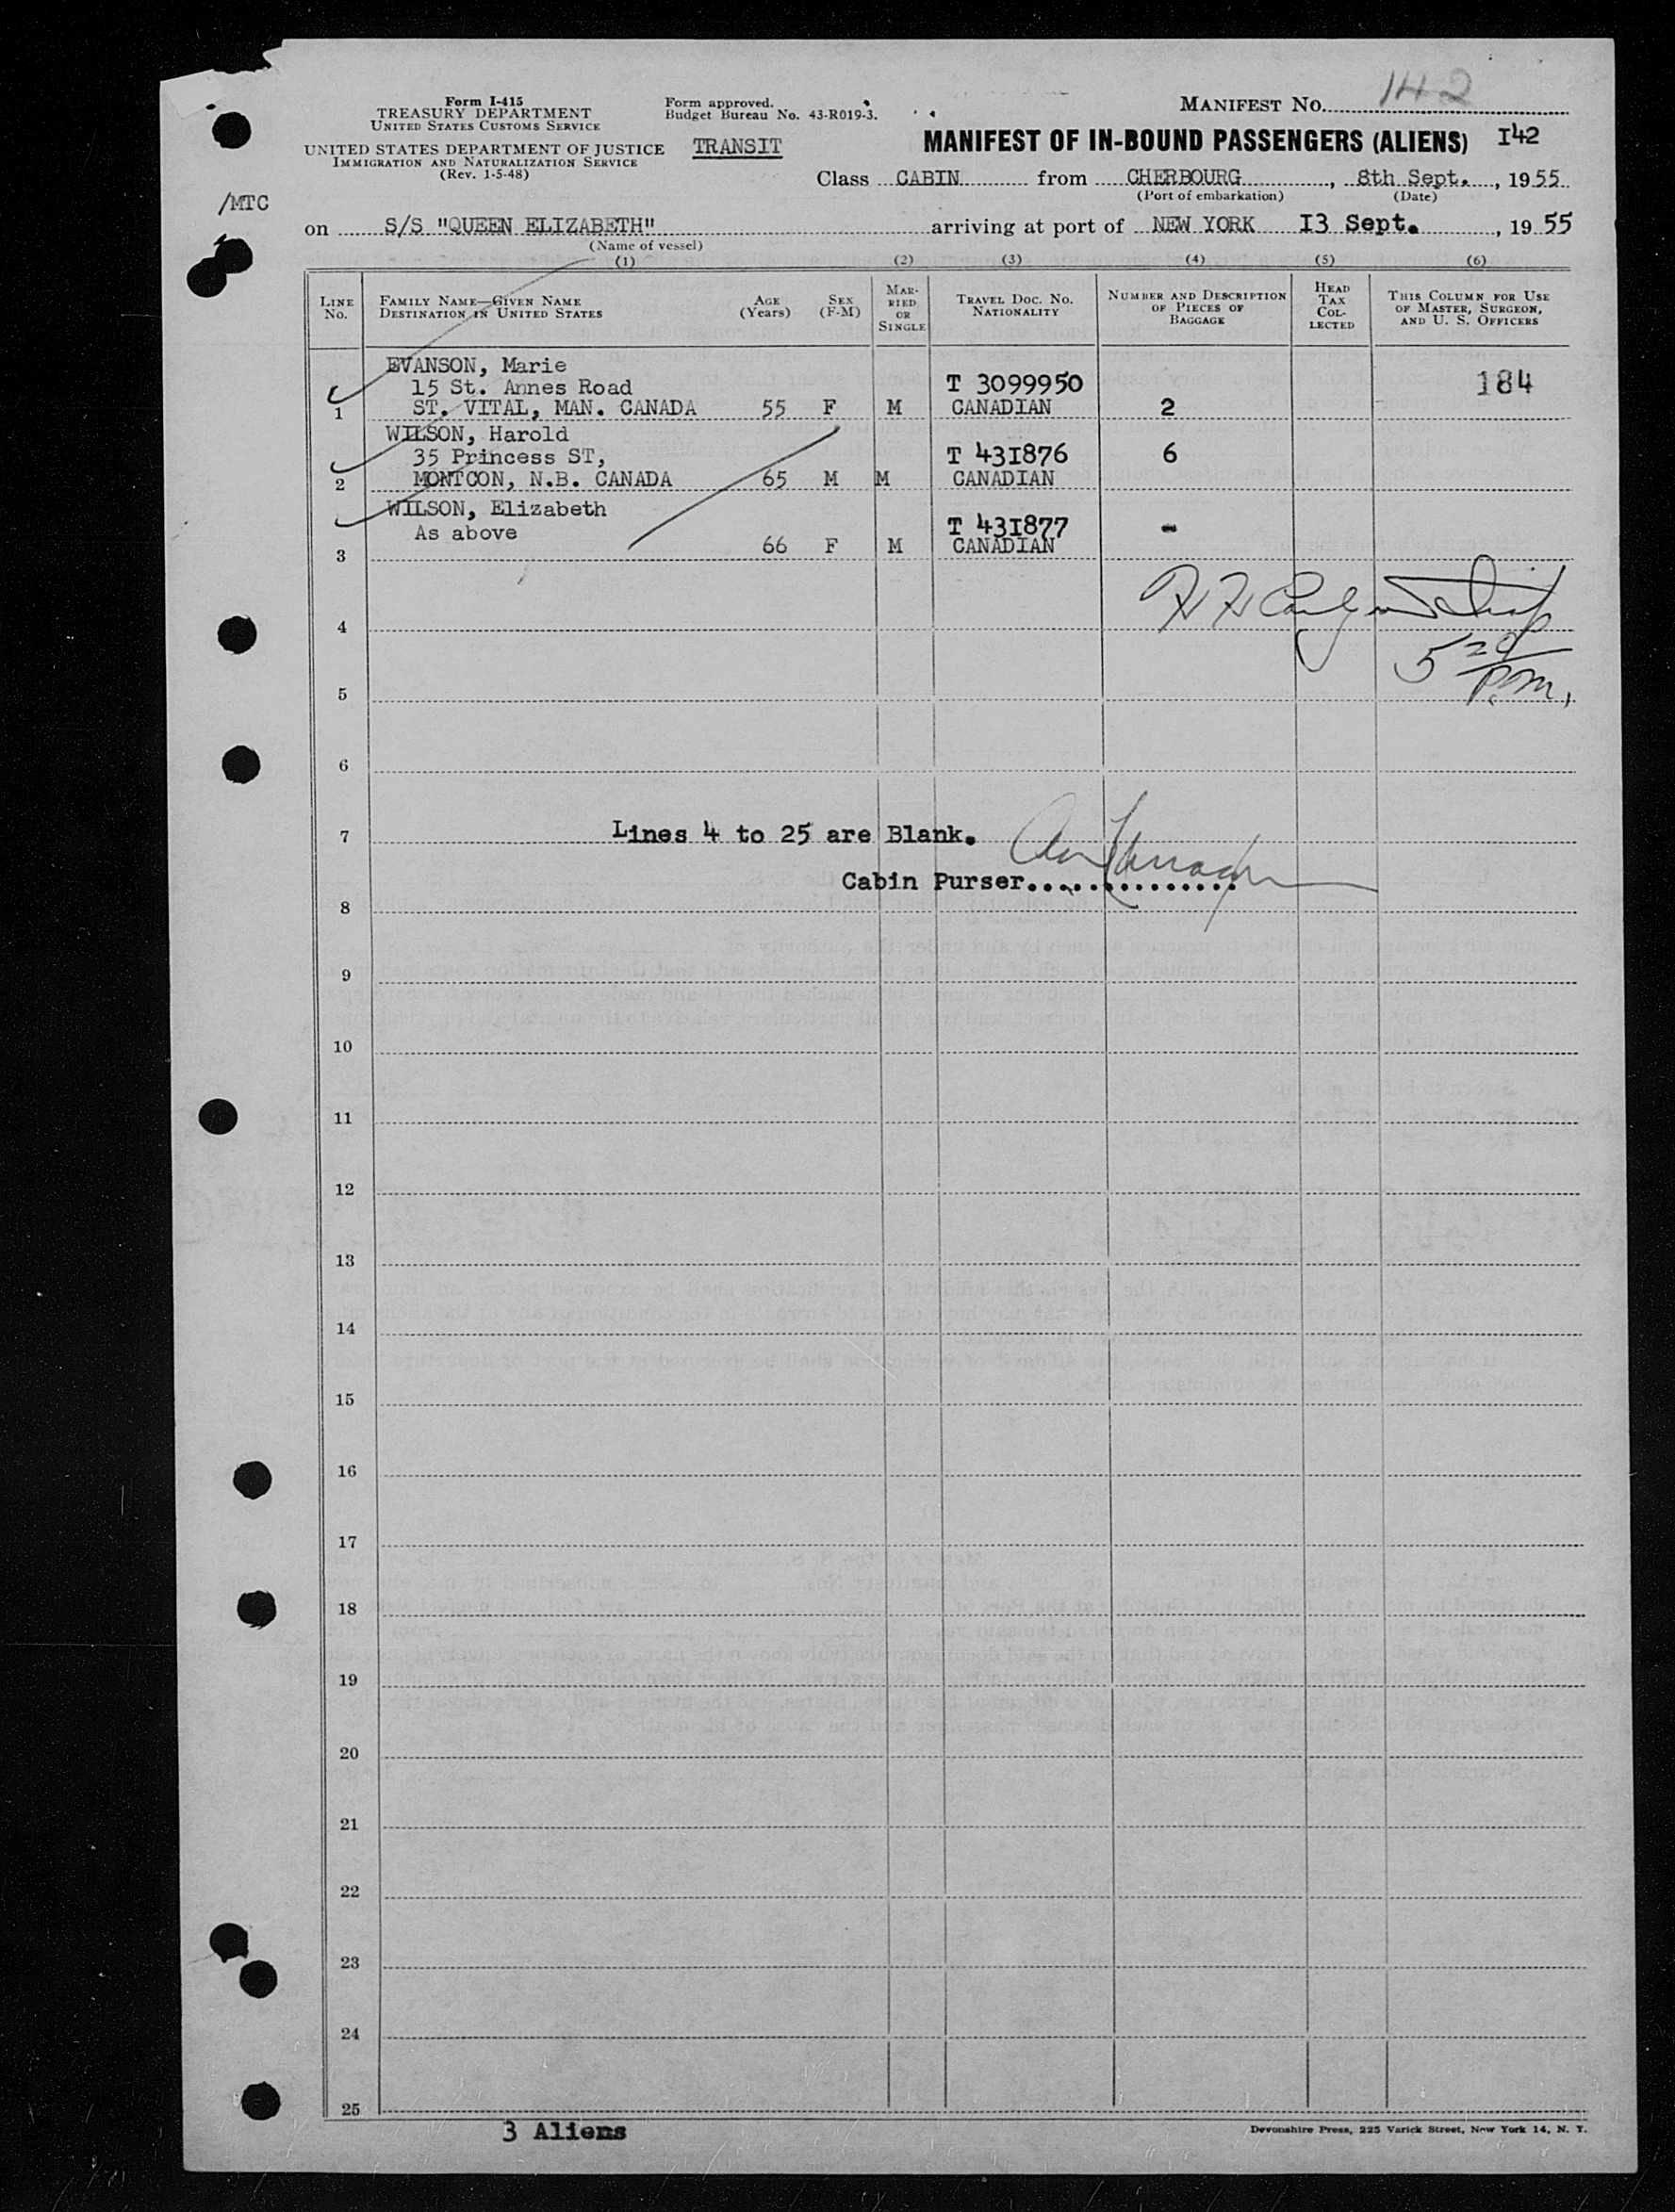 142
Form I-415
TREASURY DEPARTMENT
UNITED STATES CUSTOMS SERVICE
UNITED STATES DEPARTMENT OF JUSTICE
IMMIGRATION AND NATURALIZATION SERVICE
(Rev. 1-5-48)
Form approved.
Budget Bureau No. 43-R019-3.
TRANSIT
MANIFEST NO.
MANIFEST OF IN-BOUND PASSENGERS (ALIENS) I42
Class CABIN from CHERBOURG, 8th Sept., 1955
(Port of embarkation) (Date)
/MTC
on S/S "QUEEN ELIZABETH" arriving at port of NEW YORK I3 Sept., 1955
(Name of vessel)
(1) (2) (3) (4) (5) (6)
LINE No.
FAMILY NAME—GIVEN NAME
DESTINATION IN UNITED STATES
AGE (Years)
SEX (F-M)
MARRIED OR SINGLE
TRAVEL DOC. NO. NATIONALITY
NUMBER AND DESCRIPTION OF PIECES OF BAGGAGE
HEAD TAX COLLECTED
THIS COLUMN FOR USE OF MASTER, SURGEON, AND U. S. OFFICERS
EVANSON, Marie
15 St. Annes Road T 3099950 184
1 ST. VITAL, MAN. CANADA 55 F M CANADIAN 2
WILSON, Harold
35 Princess ST, T 43I876 6
2 MONTCON, N.B. CANADA 65 M M CANADIAN
WILSON, Elizabeth
As above T 43I877 -
3 66 F M CANADIAN
4
5 20
P.M.
5
6
7 Lines 4 to 25 are Blank.
Cabin Purser..............
8
9
10
11
12
13
14
15
16
17
18
19
20
21
22
23
24
25
3 Aliens
Devonshire Press, 225 Varick Street, New York 14, N. Y.